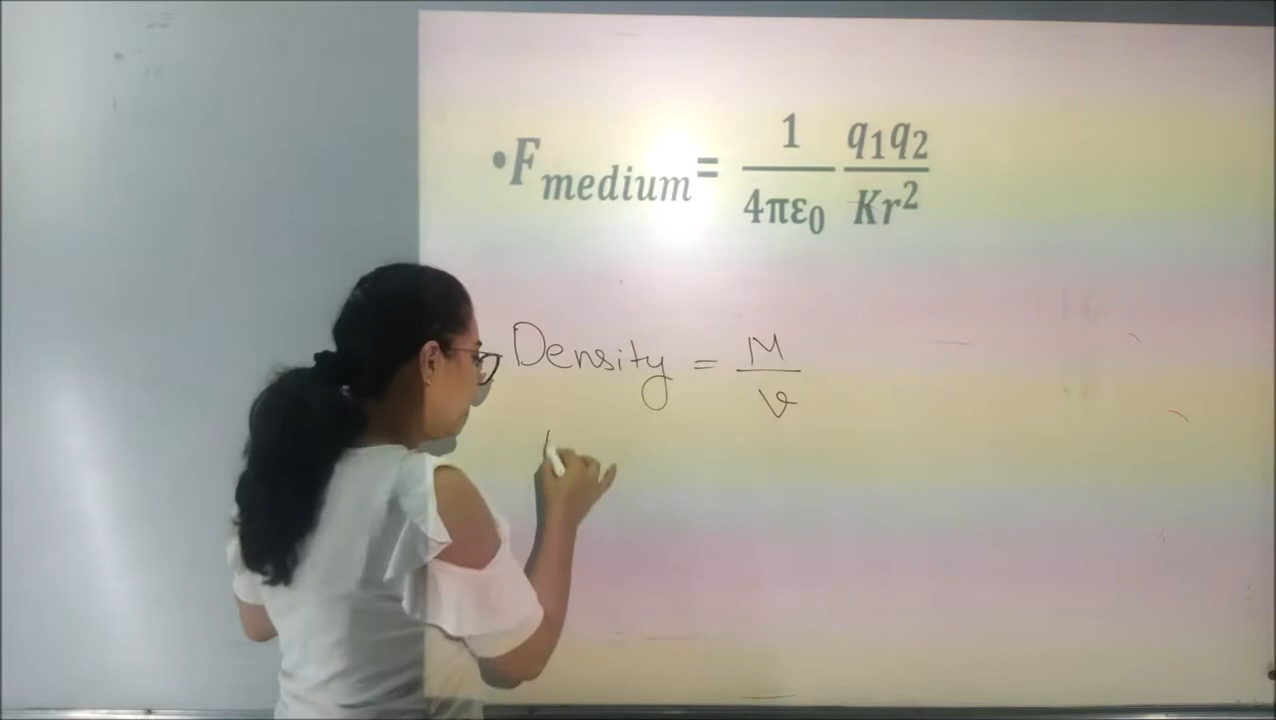 •F_medium = 1/4πε₀ q₁q₂/Kr²
Density = M/v